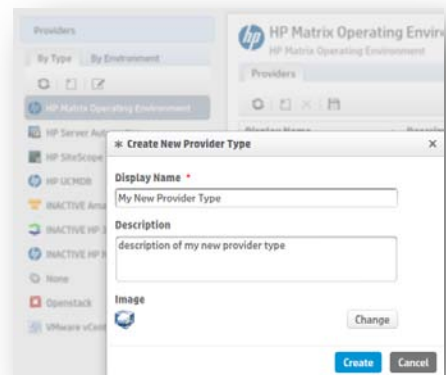 Providers
By Type
By Environment
HP Matrix Operating Environment
HP Server Auto
HP SiteScope
HP UCMDB
INACTIVE Ama
INACTIVE HP
INACTIVE HP
None
Openstack
VMware vCen
hp
HP Matrix Operating Envir
HP Matrix Operating Environment
Providers
Display Name
* Create New Provider Type
Display Name *
My New Provider Type
Description
description of my new provider type
Image
Change
Create
Cancel